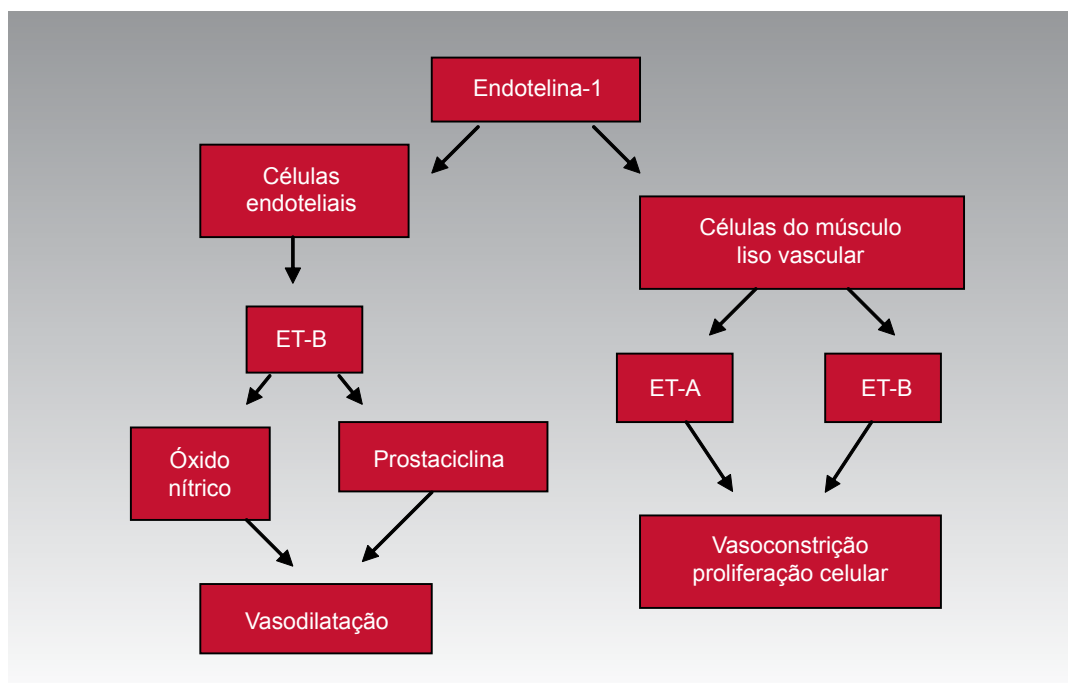 Endotelina-1
Células
endoteliais
Células do músculo
liso vascular
ET-B
ET-A
ET-B
Óxido
nítrico
Prostaciclina
Vasoconstrição
proliferação celular
Vasodilatação